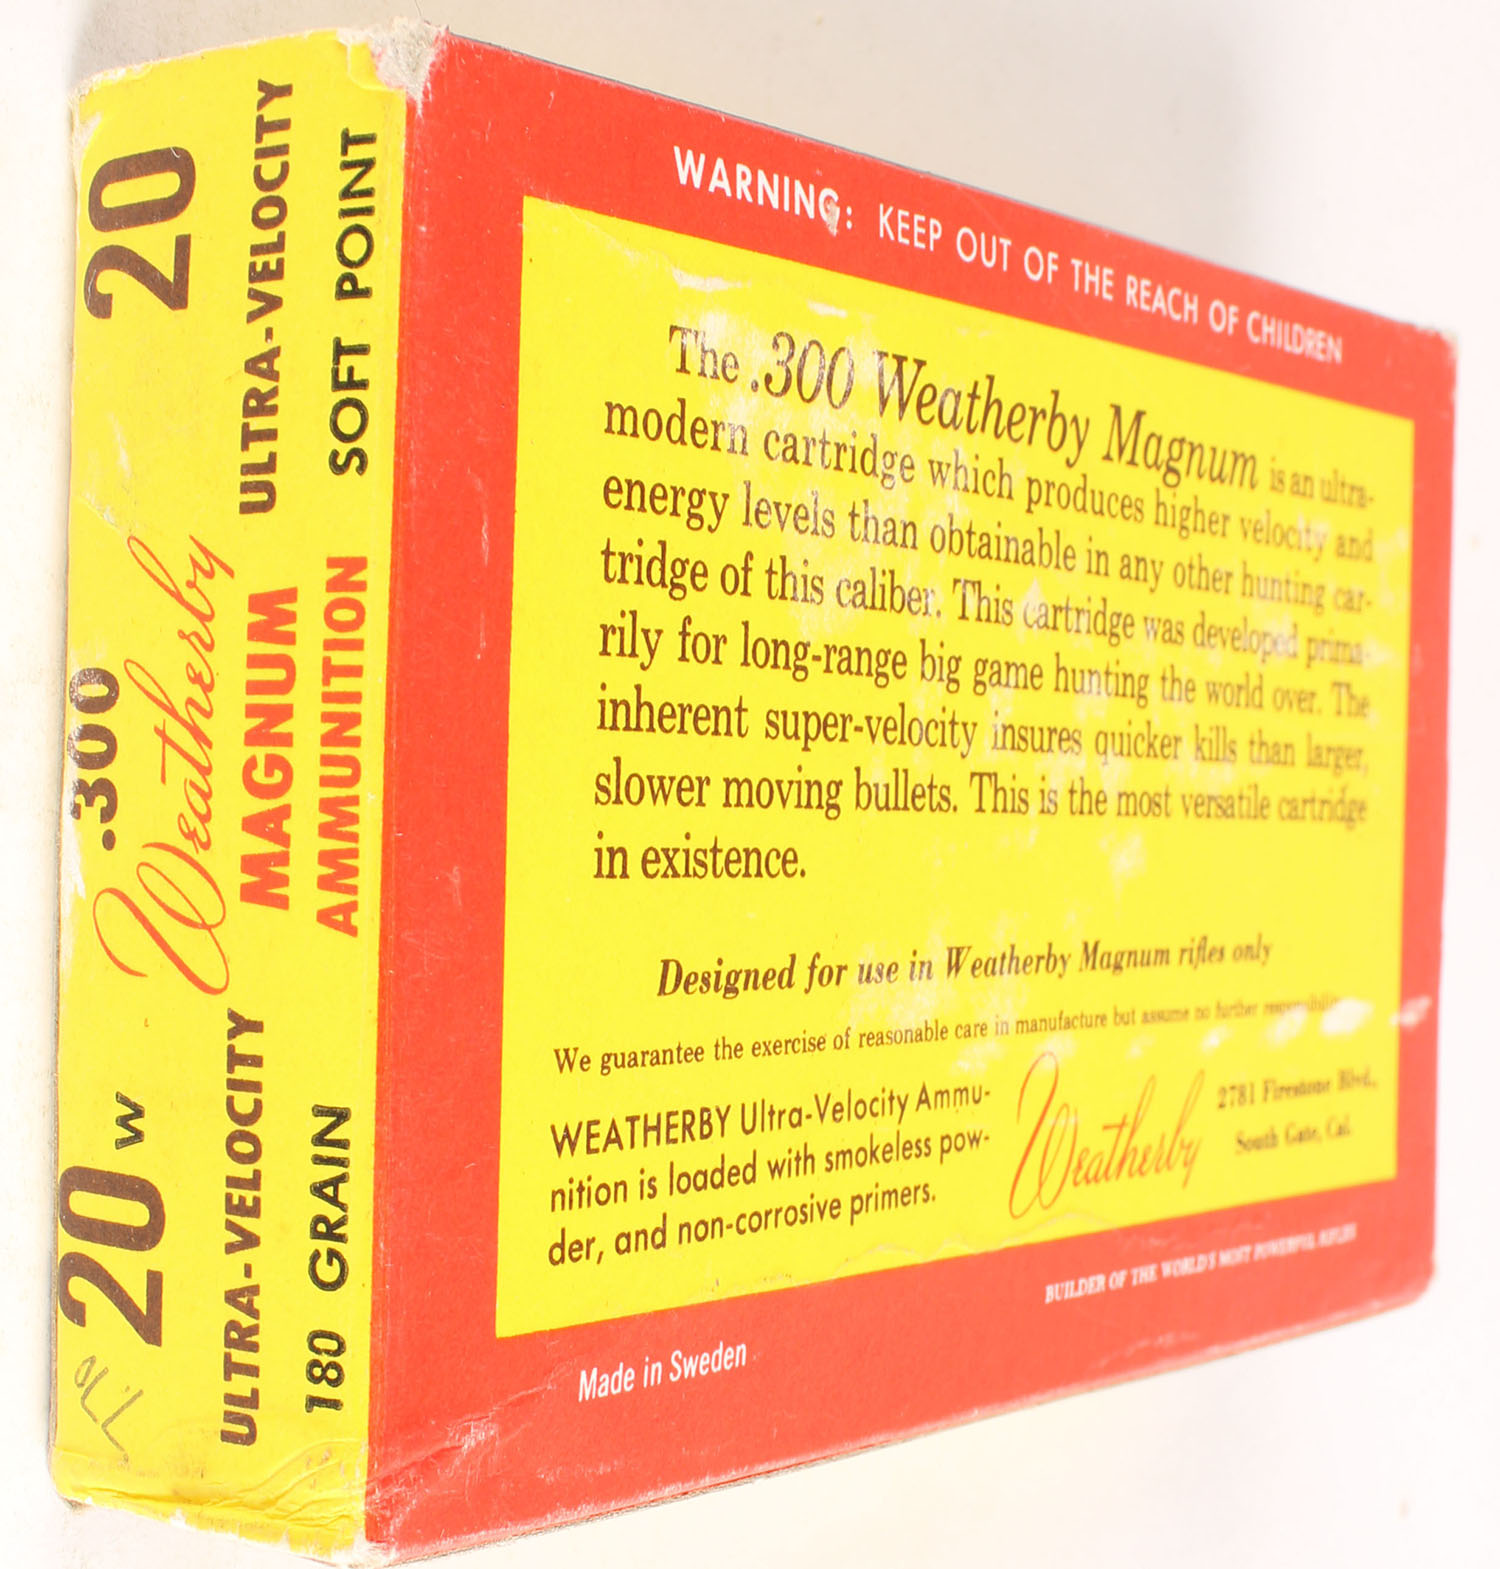 20 W .300 20
Weatherby
ULTRA-VELOCITY MAGNUM ULTRA-VELOCITY
180 GRAIN AMMUNITION SOFT POINT
WARNING: KEEP OUT OF THE REACH OF CHILDREN
The .300 Weatherby Magnum is an ultra-
modern cartridge which produces higher velocity and
energy levels than obtainable in any other hunting car-
tridge of this caliber. This cartridge was developed prima-
rily for long-range big game hunting the world over. The
inherent super-velocity insures quicker kills than larger,
slower moving bullets. This is the most versatile cartridge
in existence.
Designed for use in Weatherby Magnum rifles only
We guarantee the exercise of reasonable care in manufacture but assume no further responsibility
WEATHERBY Ultra-Velocity Ammu-
nition is loaded with smokeless pow-
der, and non-corrosive primers.
Weatherby
2781 Firestone Blvd.,
South Gate, Cal.
BUILDER OF THE WORLD'S MOST POWERFUL RIFLES
Made in Sweden